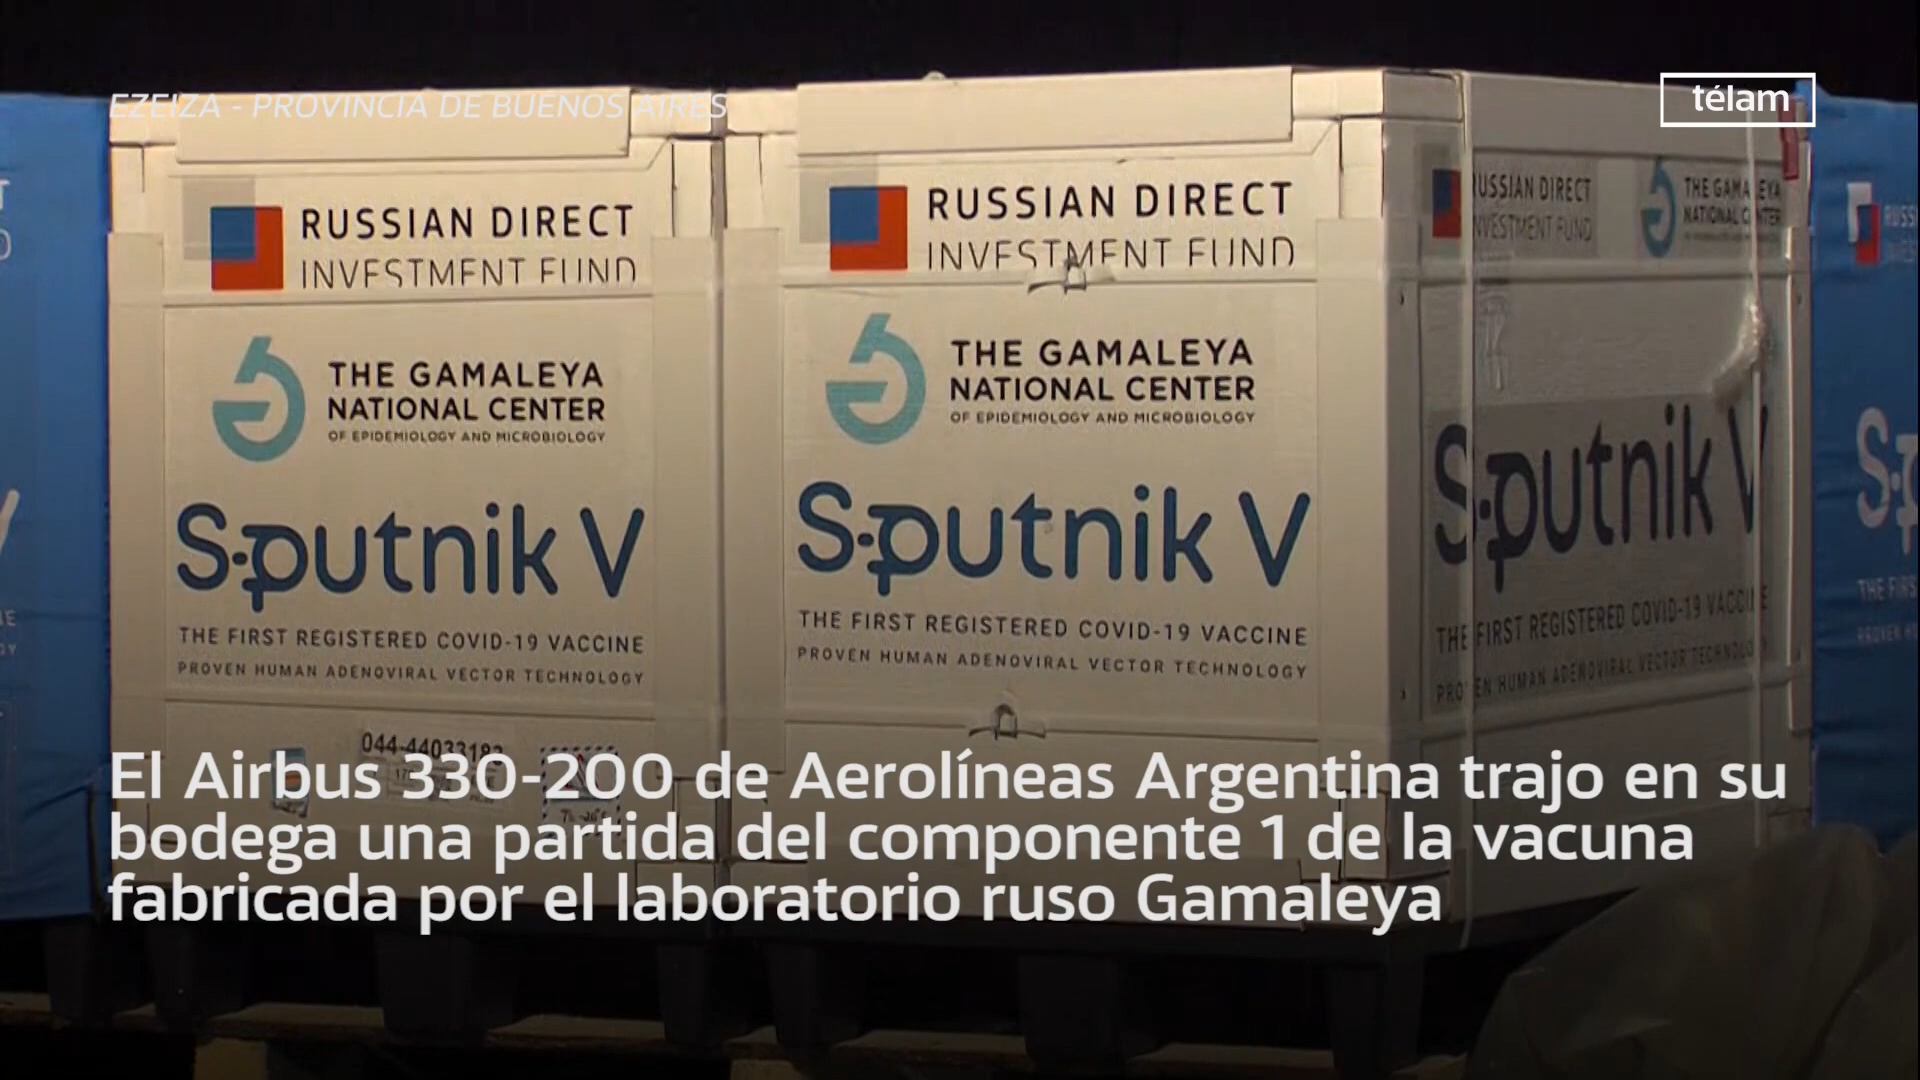 EZEIZA - PROVINCIA DE BUENOS AIRES
télam
RUSSIAN DIRECT
INVESTMENT FUND
THE GAMALEYA
NATIONAL CENTER
OF EPIDEMIOLOGY AND MICROBIOLOGY
Sputnik V
THE FIRST REGISTERED COVID-19 VACCINE
PROVEN HUMAN ADENOVIRAL VECTOR TECHNOLOGY
044-44033193
RUSSIAN DIRECT
INVESTMENT FUND
THE GAMALEYA
NATIONAL CENTER
OF EPIDEMIOLOGY AND MICROBIOLOGY
Sputnik V
THE FIRST REGISTERED COVID-19 VACCINE
PROVEN HUMAN ADENOVIRAL VECTOR TECHNOLOGY
RUSSIAN DIRECT
INVESTMENT FUND
THE GAMALEYA
NATIONAL CENTER
Sputnik V
THE FIRST REGISTERED COVID-19 VACCINE
PROVEN HUMAN ADENOVIRAL VECTOR TECHNOLOGY
El Airbus 330-200 de Aerolíneas Argentina trajo en su
bodega una partida del componente 1 de la vacuna
fabricada por el laboratorio ruso Gamaleya